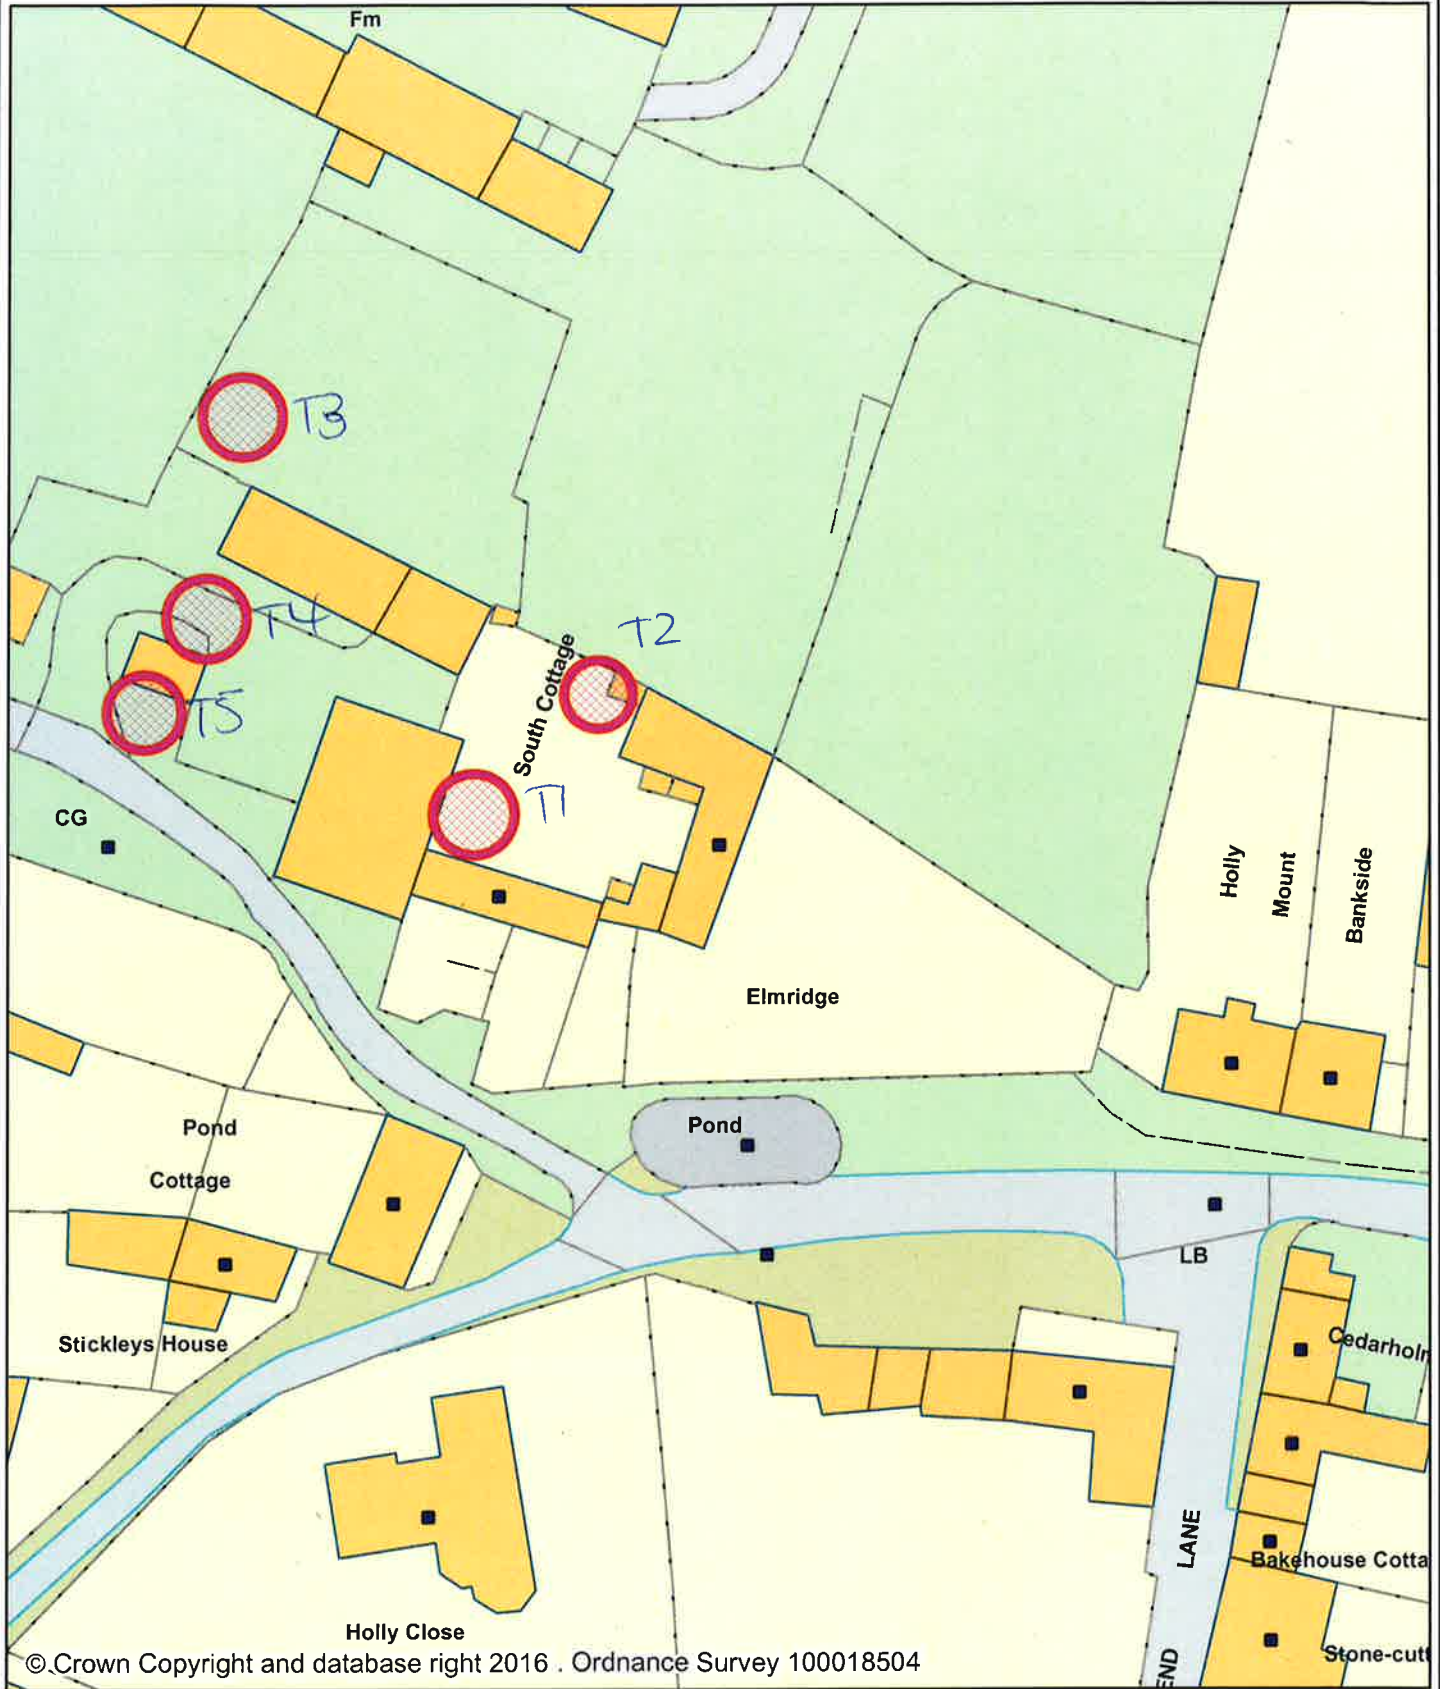 Fm
T3
T4
T2
South Cottage
T5
T1
CG
Holly
Mount
Bankside
Elmridge
Pond
Pond
Cottage
LB
Stickleys House
Cedarholm
LANE
Bakehouse Cotta
Holly Close
END
Stone-cutt
© Crown Copyright and database right 2016 . Ordnance Survey 100018504